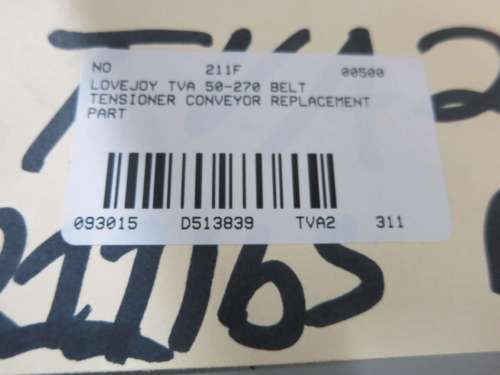 NO 211F 00500
LOVEJOY TVA 50-270 BELT
TENSIONER CONVEYOR REPLACEMENT
PART
093015 D513839 TVA2 311